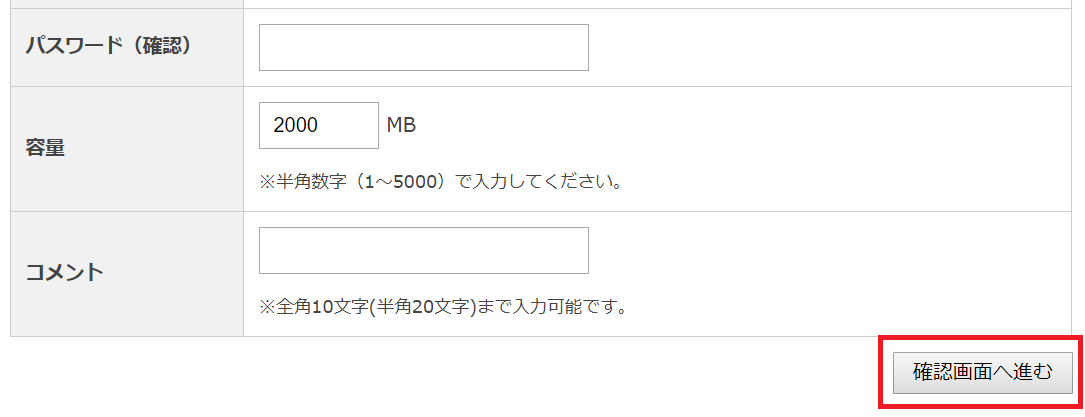 パスワード（確認）
容量
2000 MB
※半角数字（1～5000）で入力してください。
コメント
※全角10文字(半角20文字)まで入力可能です。
確認画面へ進む